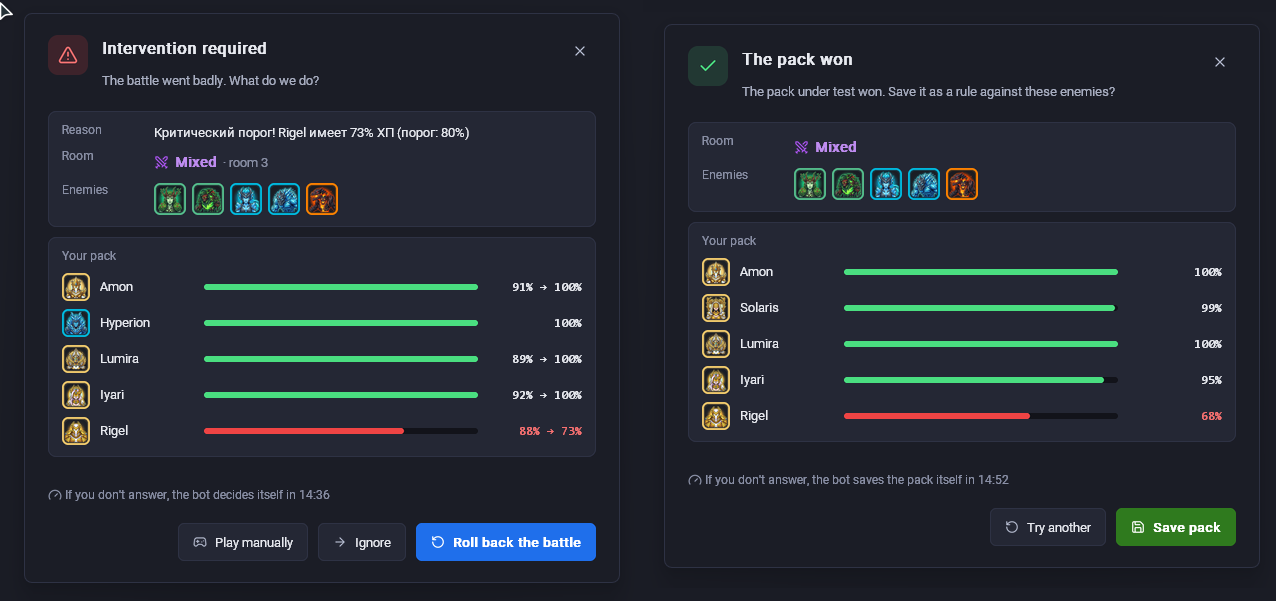 Intervention required
The battle went badly. What do we do?
Reason Критический порог! Rigel имеет 73% ХП (порог: 80%)
Room Mixed · room 3
Enemies
Your pack
Amon 91% → 100%
Hyperion 100%
Lumira 89% → 100%
Iyari 92% → 100%
Rigel 88% → 73%
If you don't answer, the bot decides itself in 14:36
Play manually Ignore Roll back the battle
The pack won
The pack under test won. Save it as a rule against these enemies?
Room Mixed
Enemies
Your pack
Amon 100%
Solaris 99%
Lumira 100%
Iyari 95%
Rigel 68%
If you don't answer, the bot saves the pack itself in 14:52
Try another Save pack